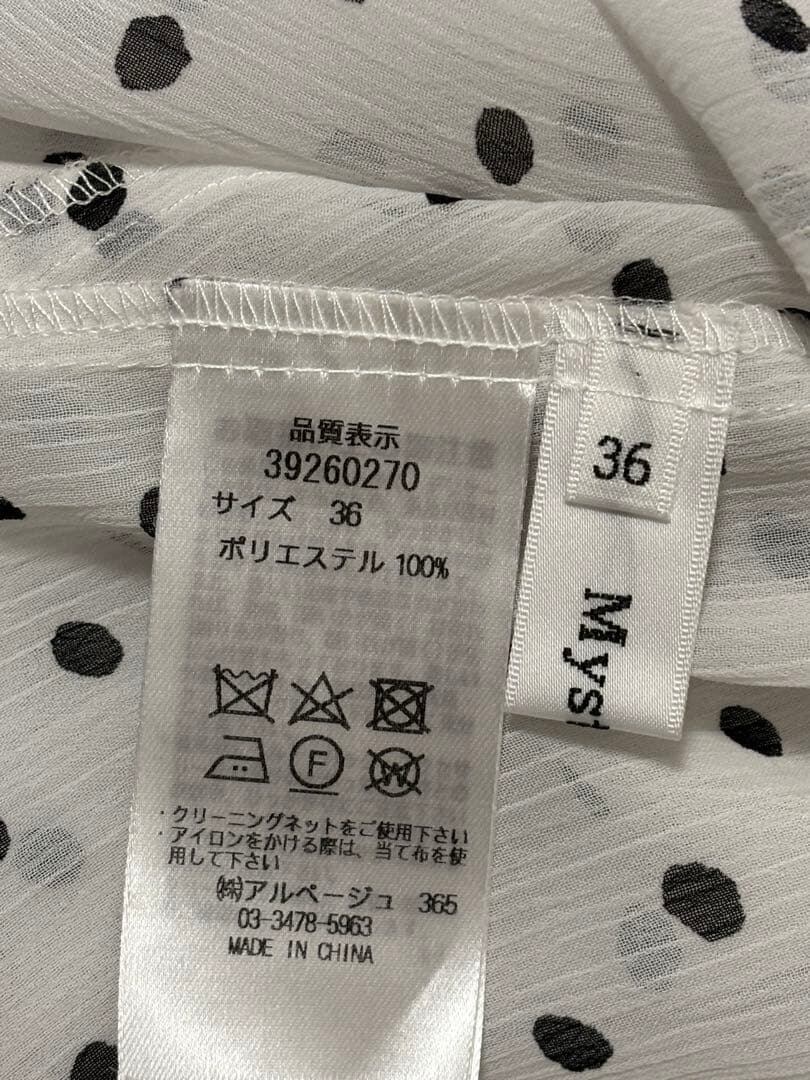 品質表示
39260270
サイズ 36
ポリエステル 100%
F
W
・クリーニングネットをご使用下さい
・アイロンをかける際は、当て布を使
用して下さい
㈱アルページュ 365
03-3478-5963
MADE IN CHINA
36
Myst